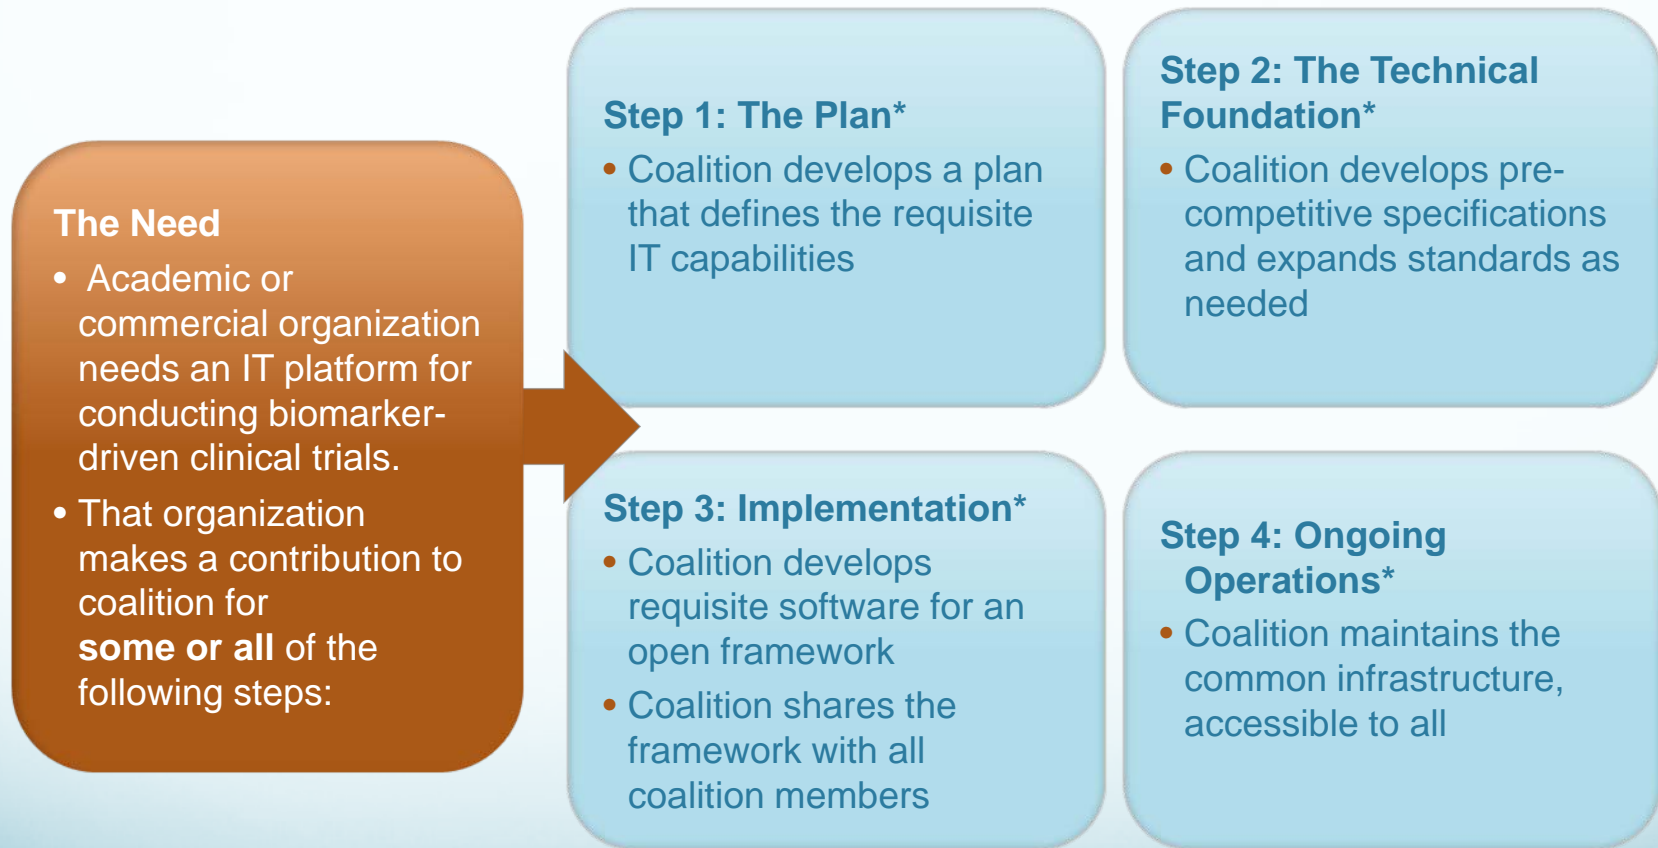 The Need
• Academic or
commercial organization
needs an IT platform for
conducting biomarker-
driven clinical trials.
• That organization
makes a contribution to
coalition for
some or all of the
following steps:
Step 1: The Plan*
• Coalition develops a plan
that defines the requisite
IT capabilities
Step 2: The Technical
Foundation*
• Coalition develops pre-
competitive specifications
and expands standards as
needed
Step 3: Implementation*
• Coalition develops
requisite software for an
open framework
• Coalition shares the
framework with all
coalition members
Step 4: Ongoing
Operations*
• Coalition maintains the
common infrastructure,
accessible to all